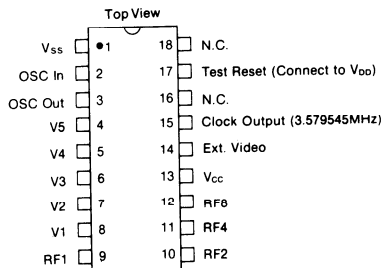 Top View
Vss 1 18 N.C.
OSC In 2 17 Test Reset (Connect to VDD)
OSC Out 3 16 N.C.
V5 4 15 Clock Output (3.579545MHz)
V4 5 14 Ext. Video
V3 6 13 Vcc
V2 7 12 RF6
V1 8 11 RF4
RF1 9 10 RF2